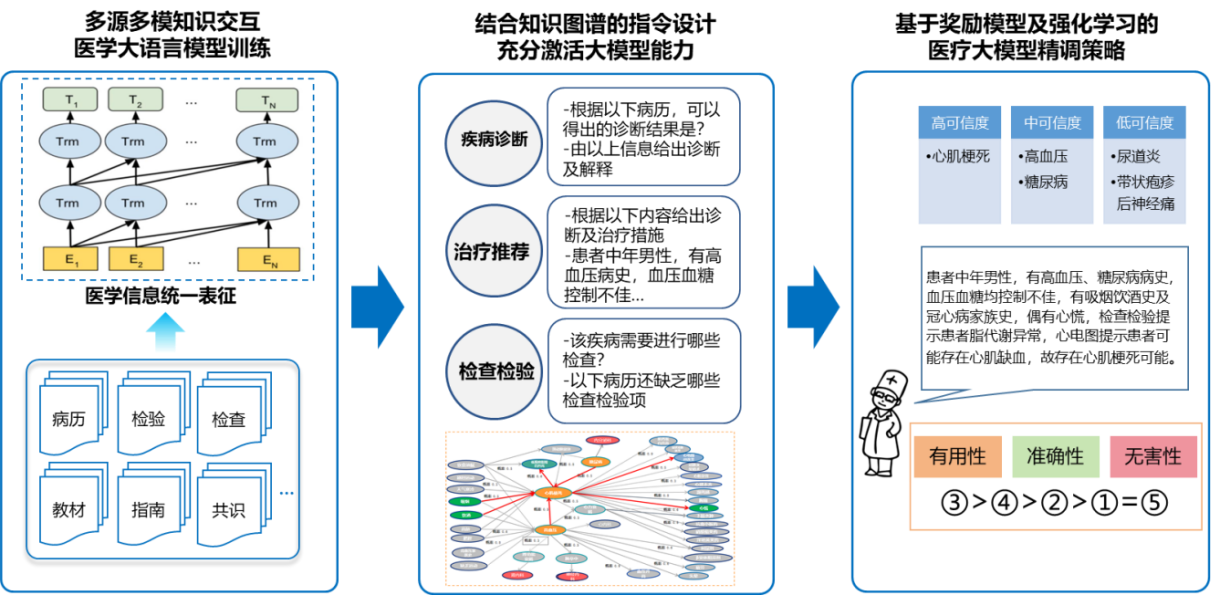 多源多模知识交互
医学大语言模型训练
T1 T2 ... TN
Trm Trm ... Trm
Trm Trm ... Trm
E1 E2 ... EN
医学信息统一表征
病历 检验 检查
教材 指南 共识 ...
结合知识图谱的指令设计
充分激活大模型能力
疾病诊断
-根据以下病历，可以
得出的诊断结果是？
-由以上信息给出诊断
及解释
治疗推荐
-根据以下内容给出诊
断及治疗措施
-患者中年男性，有高
血压病史，血压血糖
控制不佳...
检查检验
-该疾病需要进行哪些
检查？
-以下病历还缺乏哪些
检查检验项
基于奖励模型及强化学习的
医疗大模型精调策略
高可信度 中可信度 低可信度
•心肌梗死 •高血压 •尿道炎
•糖尿病 •带状疱疹
后神经痛
患者中年男性，有高血压、糖尿病病史，
血压血糖均控制不佳，有吸烟饮酒史及
冠心病家族史，偶有心慌，检查检验提
示患者脂代谢异常，心电图提示患者可
能存在心肌缺血，故存在心肌梗死可能。
有用性 准确性 无害性
③>④>②>①=⑤